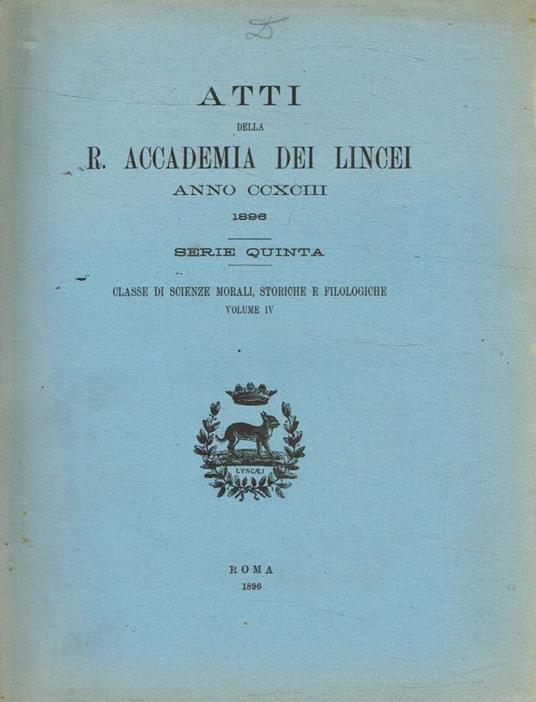 D
ATTI
DELLA
R. ACCADEMIA DEI LINCEI
ANNO CCXCIII
1896
SERIE QUINTA
CLASSE DI SCIENZE MORALI, STORICHE E FILOLOGICHE
VOLUME IV
LYNCÆI
ROMA
1896